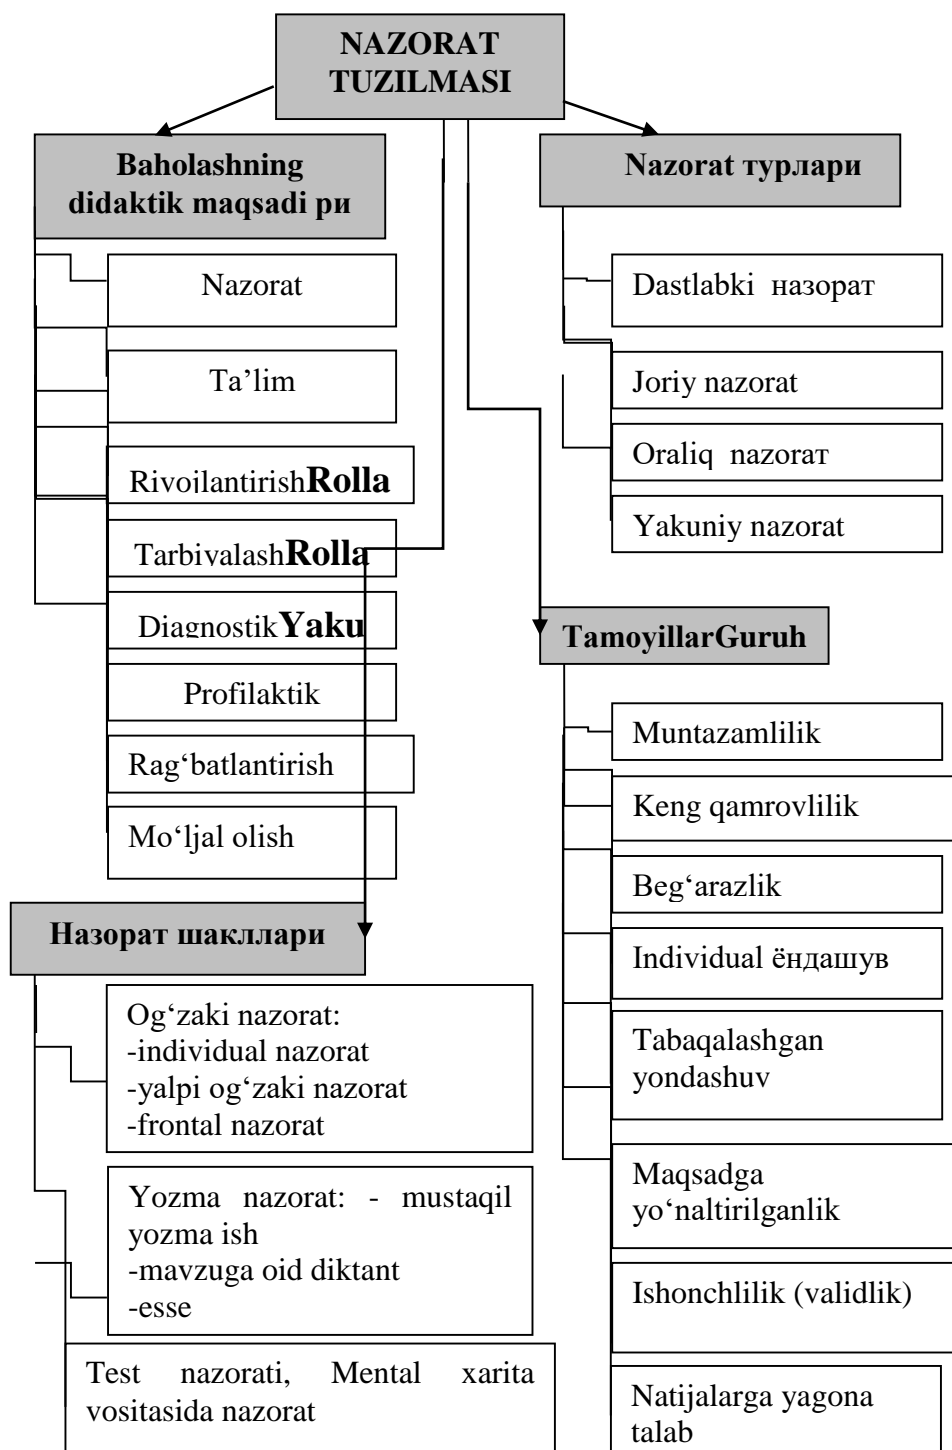 NAZORAT
TUZILMASI
Baholashning
didaktik maqsadi ри
Nazorat
Ta’lim
RivojlantirishRolla
TarbiyalashRolla
DiagnostikYaku
Profilaktik
Rag‘batlantirish
Mo‘ljal olish
Nazorat турлари
Dastlabki назорат
Joriy nazorat
Oraliq nazorат
Yakuniy nazorat
TamoyillarGuruh
Muntazamlilik
Keng qamrovlilik
Beg‘arazlik
Individual ёндашув
Tabaqalashgan
yondashuv
Maqsadga
yo‘naltirilganlik
Ishonchlilik (validlik)
Natijalarga yagona
talab
Назорат шакллари
Og‘zaki nazorat:
-individual nazorat
-yalpi og‘zaki nazorat
-frontal nazorat
Yozma nazorat: - mustaqil
yozma ish
-mavzuga oid diktant
-esse
Test nazorati, Mental xarita
vositasida nazorat